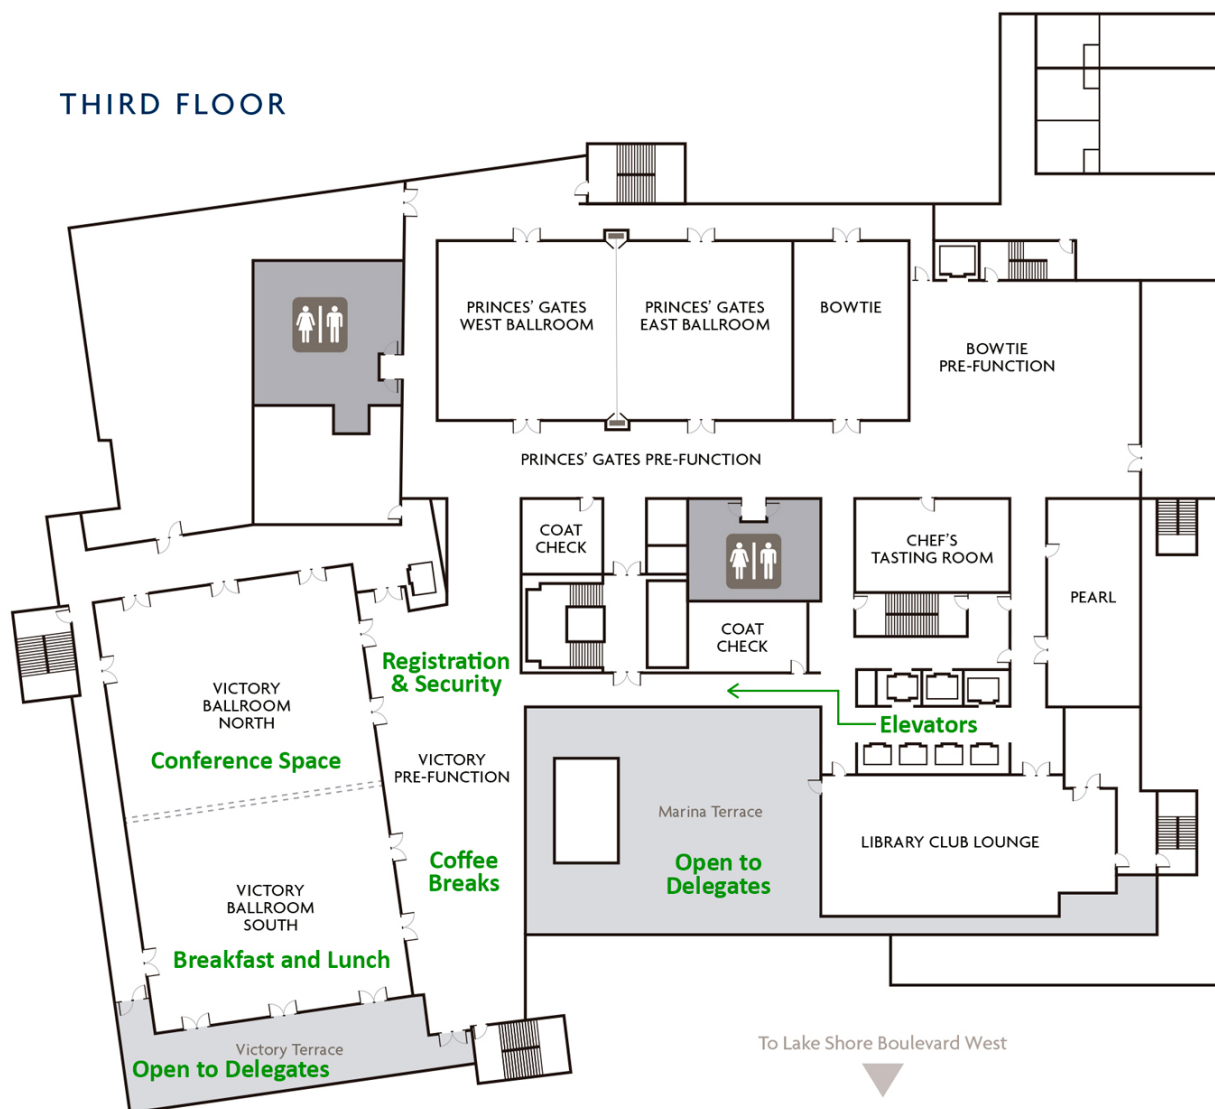 THIRD FLOOR
PRINCES' GATES
WEST BALLROOM
PRINCES' GATES
EAST BALLROOM
BOWTIE
BOWTIE
PRE-FUNCTION
PRINCES' GATES PRE-FUNCTION
COAT
CHECK
CHEF'S
TASTING ROOM
PEARL
COAT
CHECK
Registration
& Security
VICTORY
BALLROOM
NORTH
Conference Space
Elevators
VICTORY
PRE-FUNCTION
Marina Terrace
Open to
Delegates
LIBRARY CLUB LOUNGE
Coffee
Breaks
VICTORY
BALLROOM
SOUTH
Breakfast and Lunch
Victory Terrace
Open to Delegates
To Lake Shore Boulevard West